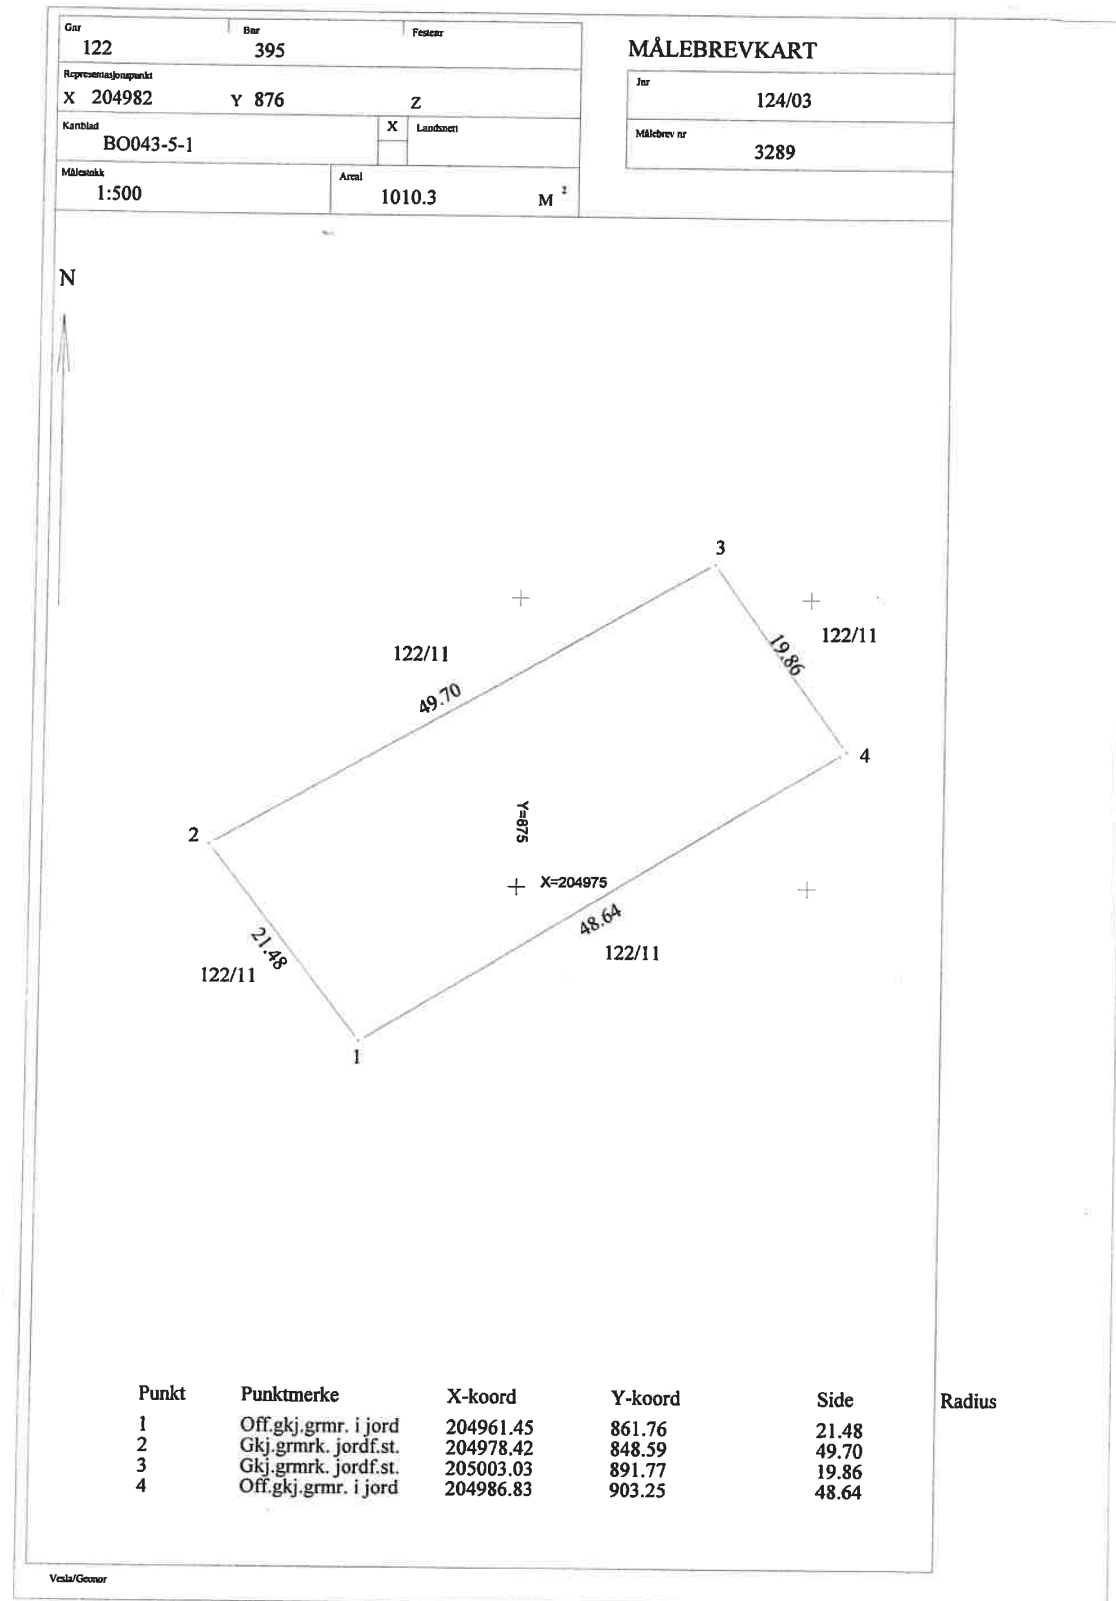 Gnr Bnr Festenr
122 395
MÅLEBREVKART
Representasjonspunkt
X 204982 Y 876 Z
Jnr
124/03
Kartblad X Landsnett
BO043-5-1
Målebrev nr
3289
Målestokk Areal
1:500 1010.3 M 2
N
3
122/11
122/11
19.86
49.70
4
2
Y=875
X=204975
48.64
21.48
122/11
122/11
1
Punkt Punktmerke X-koord Y-koord Side Radius
1 Off.gkj.grmr. i jord 204961.45 861.76 21.48
2 Gkj.grmrk. jordf.st. 204978.42 848.59 49.70
3 Gkj.grmrk. jordf.st. 205003.03 891.77 19.86
4 Off.gkj.grmr. i jord 204986.83 903.25 48.64
Vesla/Geonor